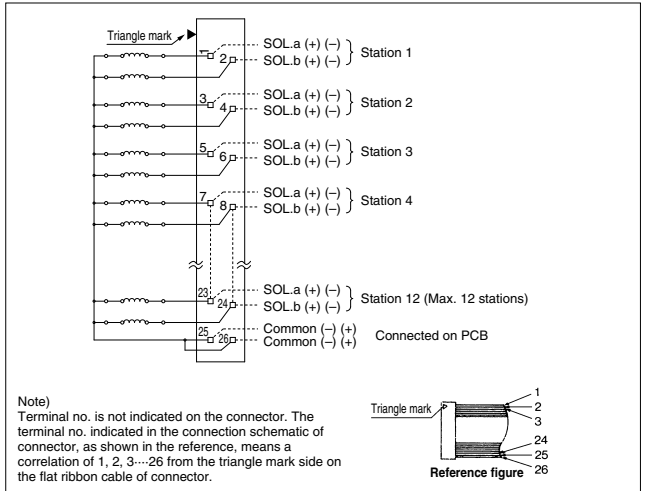 Triangle mark
1 SOL.a (+) (–)
2 SOL.b (+) (–)
Station 1
3 SOL.a (+) (–)
4 SOL.b (+) (–)
Station 2
5 SOL.a (+) (–)
6 SOL.b (+) (–)
Station 3
7 SOL.a (+) (–)
8 SOL.b (+) (–)
Station 4
23 SOL.a (+) (–)
24 SOL.b (+) (–)
Station 12 (Max. 12 stations)
25 Common (–) (+)
26 Common (–) (+)
Connected on PCB
Note)
Terminal no. is not indicated on the connector. The
terminal no. indicated in the connection schematic of
connector, as shown in the reference, means a
correlation of 1, 2, 3····26 from the triangle mark side on
the flat ribbon cable of connector.
Triangle mark
1
2
3
24
25
26
Reference figure